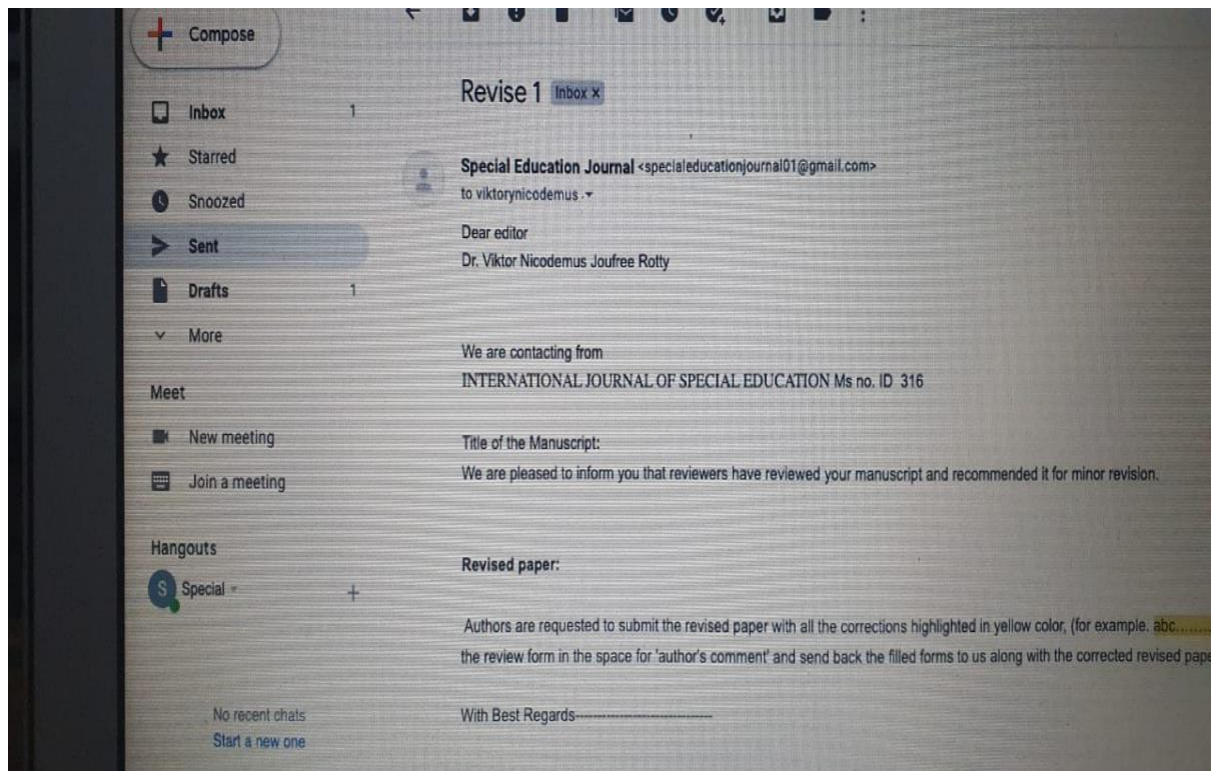 Compose
Inbox 1
Starred
Snoozed
Sent
Drafts 1
More
Meet
New meeting
Join a meeting
Hangouts
S Special
No recent chats
Start a new one
Revise 1 Inbox x
Special Education Journal <specialeducationjournal01@gmail.com>
to viktorynicodemus
Dear editor
Dr. Viktor Nicodemus Joufree Rotty
We are contacting from
INTERNATIONAL JOURNAL OF SPECIAL EDUCATION Ms no. ID 316
Title of the Manuscript:
We are pleased to inform you that reviewers have reviewed your manuscript and recommended it for minor revision.
Revised paper:
Authors are requested to submit the revised paper with all the corrections highlighted in yellow color, (for example. abc........
the review form in the space for 'author's comment' and send back the filled forms to us along with the corrected revised pape
With Best Regards--------------------------------